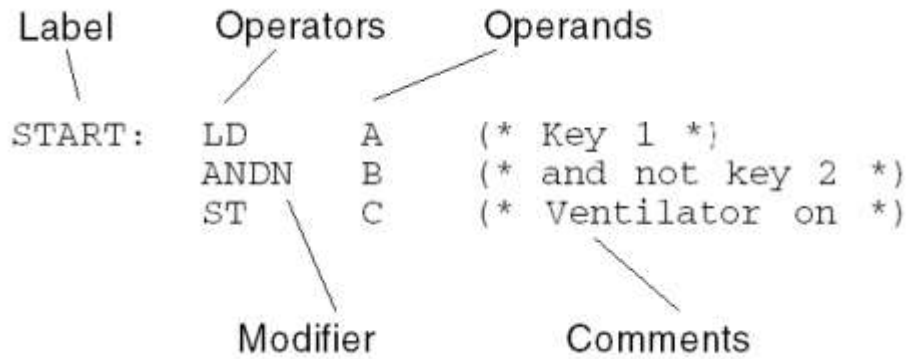 Label Operators Operands
START: LD A (* Key 1 *)
ANDN B (* and not key 2 *)
ST C (* Ventilator on *)
Modifier Comments